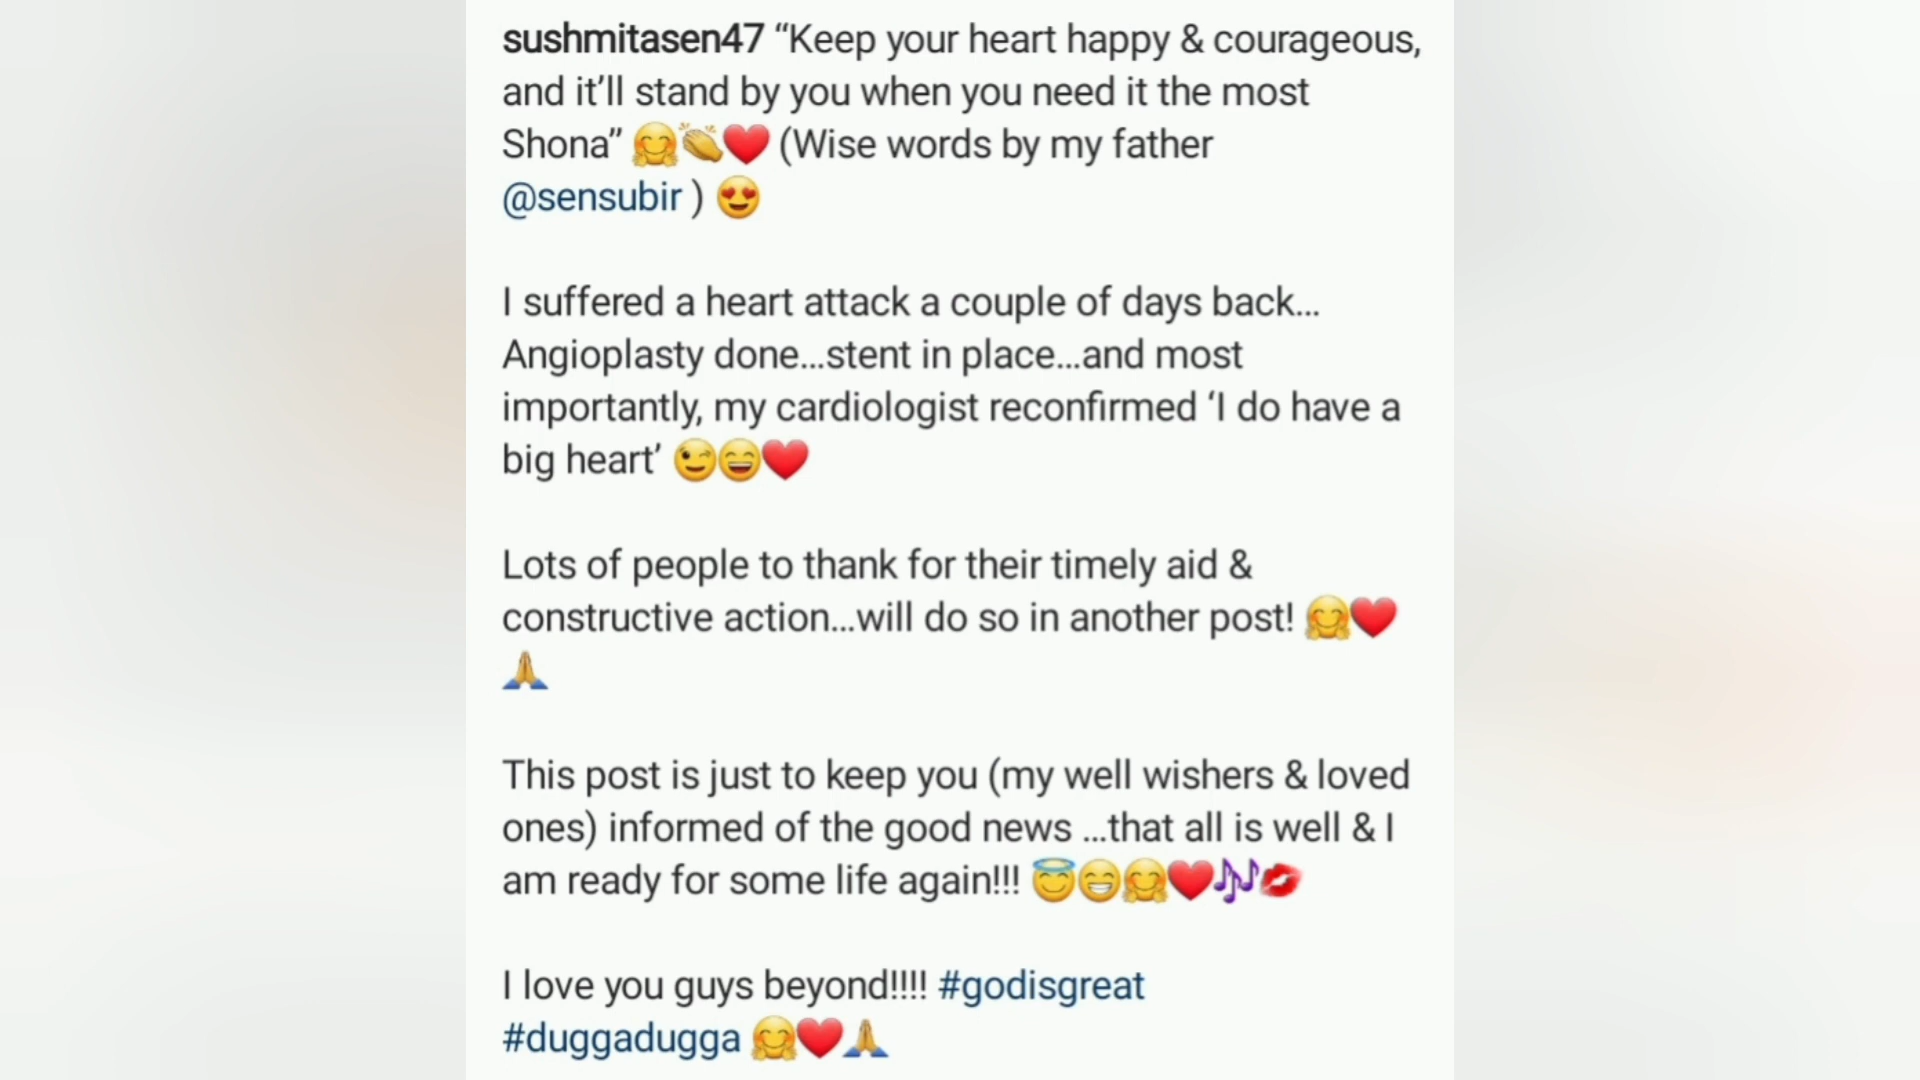 sushmitasen47 “Keep your heart happy & courageous,
and it’ll stand by you when you need it the most
Shona” 🤗👏❤️ (Wise words by my father
@sensubir ) 😍
I suffered a heart attack a couple of days back…
Angioplasty done…stent in place…and most
importantly, my cardiologist reconfirmed ‘I do have a
big heart’ 😉😄❤️
Lots of people to thank for their timely aid &
constructive action…will do so in another post! 🤗❤️
🙏
This post is just to keep you (my well wishers & loved
ones) informed of the good news …that all is well & I
am ready for some life again!!! 😇😁🤗❤️🎶💋
I love you guys beyond!!!! #godisgreat
#duggadugga 🤗❤️🙏